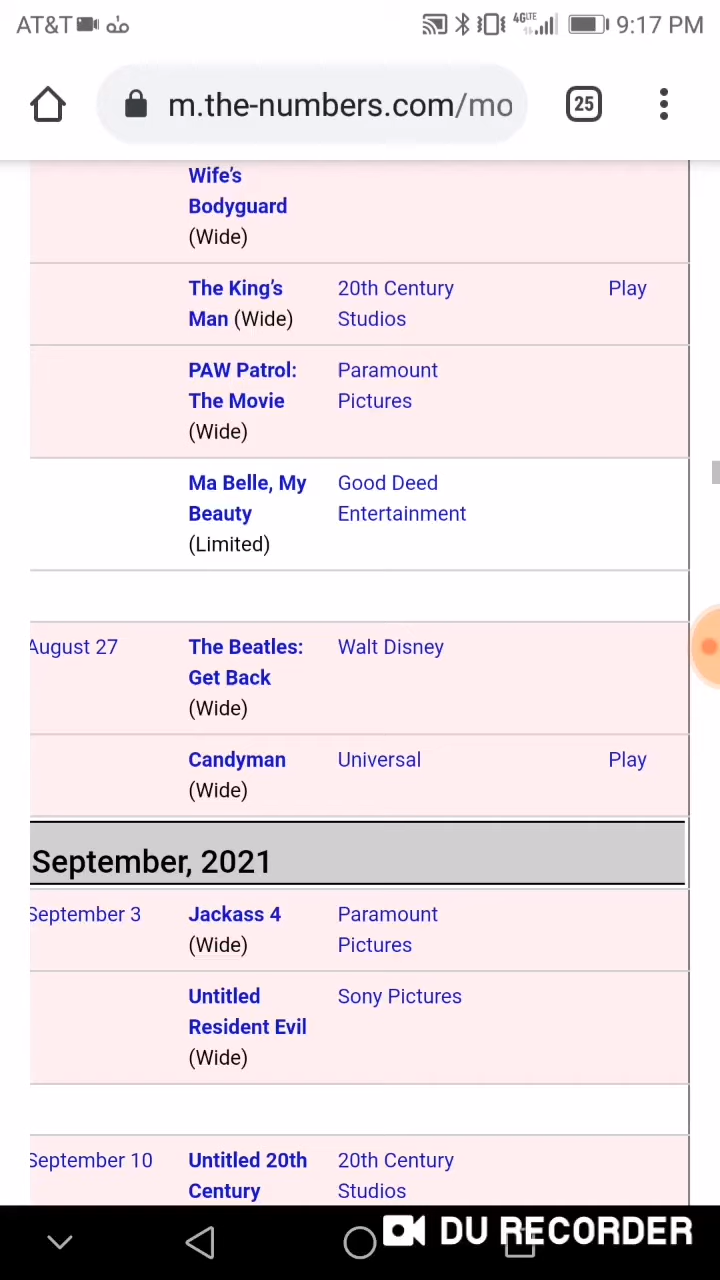 AT&T 4G LTE 9:17 PM
m.the-numbers.com/mo 25
Wife's
Bodyguard
(Wide)
The King's 20th Century Play
Man (Wide) Studios
PAW Patrol: Paramount
The Movie Pictures
(Wide)
Ma Belle, My Good Deed
Beauty Entertainment
(Limited)
August 27 The Beatles: Walt Disney
Get Back
(Wide)
Candyman Universal Play
(Wide)
September, 2021
September 3 Jackass 4 Paramount
(Wide) Pictures
Untitled Sony Pictures
Resident Evil
(Wide)
September 10 Untitled 20th 20th Century
Century Studios
DU RECORDER